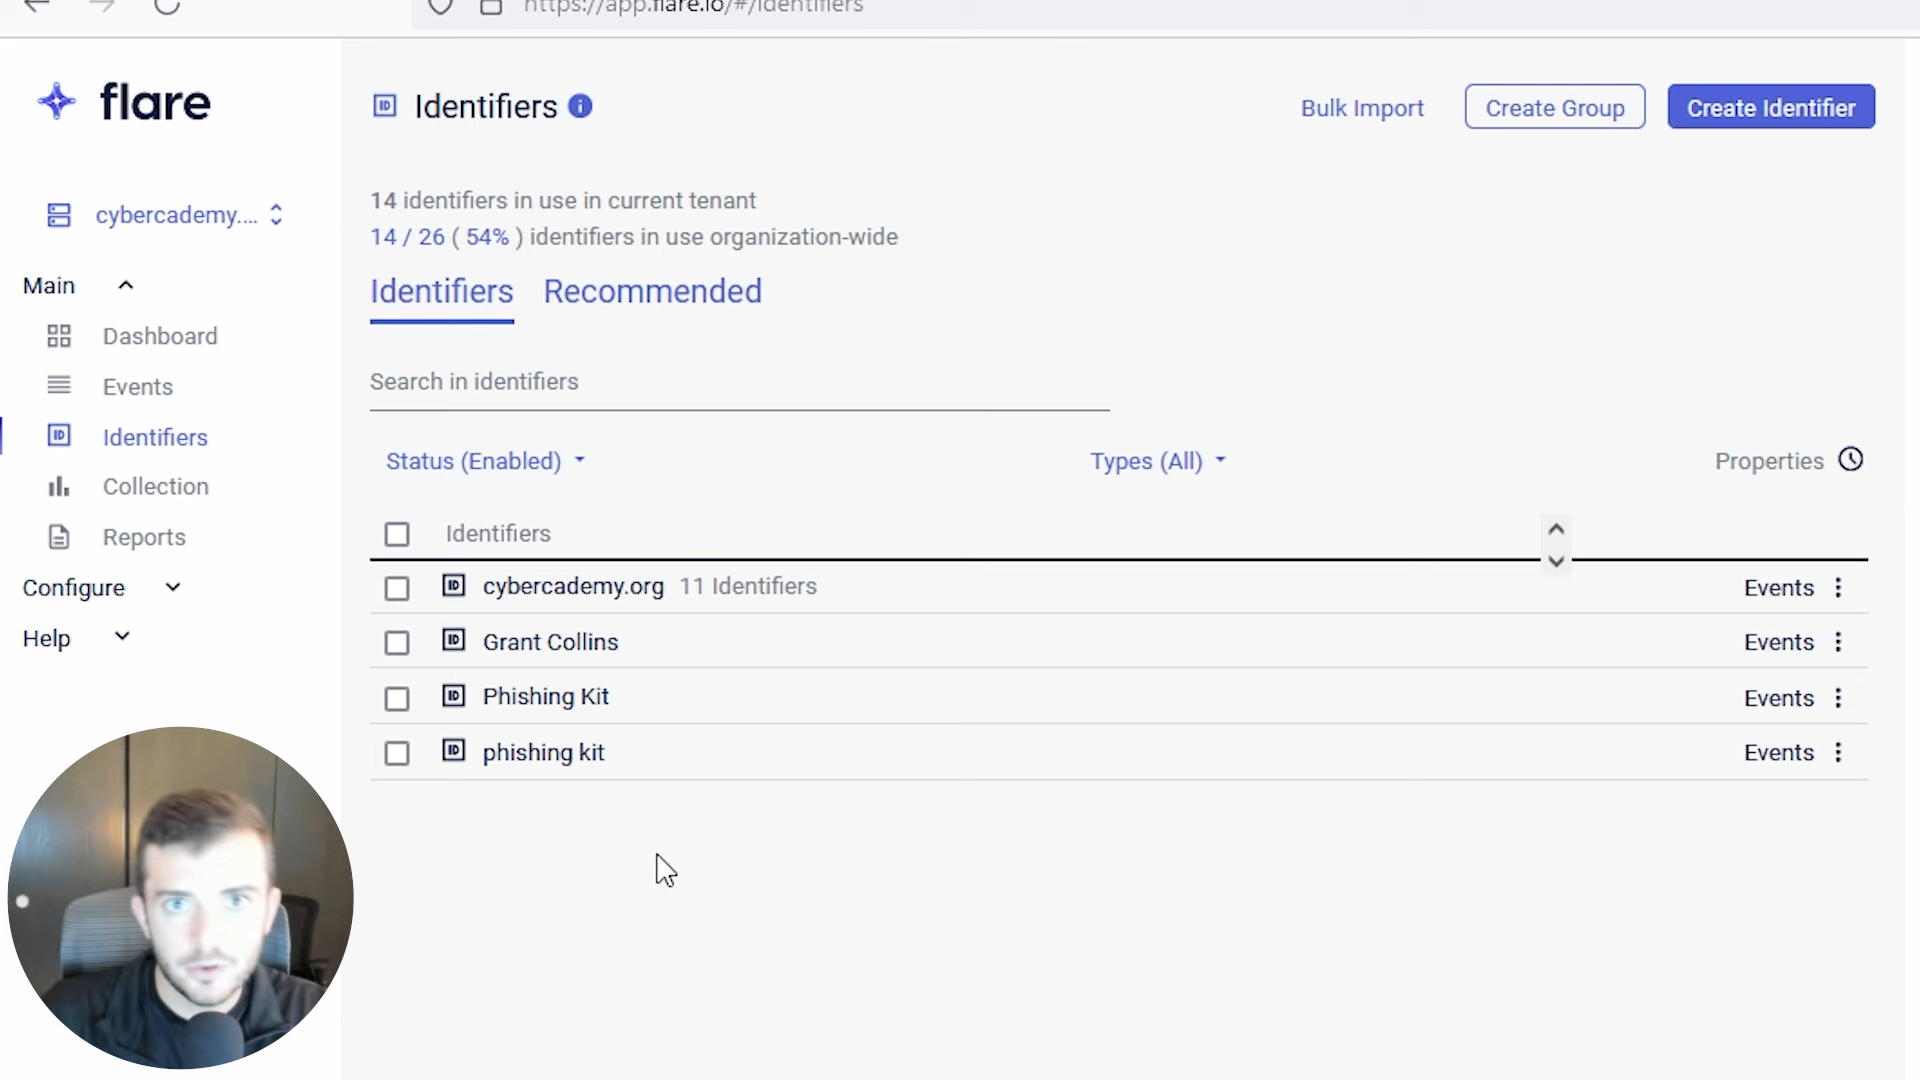 https://app.flare.io/#/identifiers
flare
cybercademy....
Main
Dashboard
Events
Identifiers
Collection
Reports
Configure
Help
Identifiers
Bulk Import
Create Group
Create Identifier
14 identifiers in use in current tenant
14 / 26 ( 54% ) identifiers in use organization-wide
Identifiers Recommended
Search in identifiers
Status (Enabled) Types (All) Properties
Identifiers
cybercademy.org 11 Identifiers Events
Grant Collins Events
Phishing Kit Events
phishing kit Events